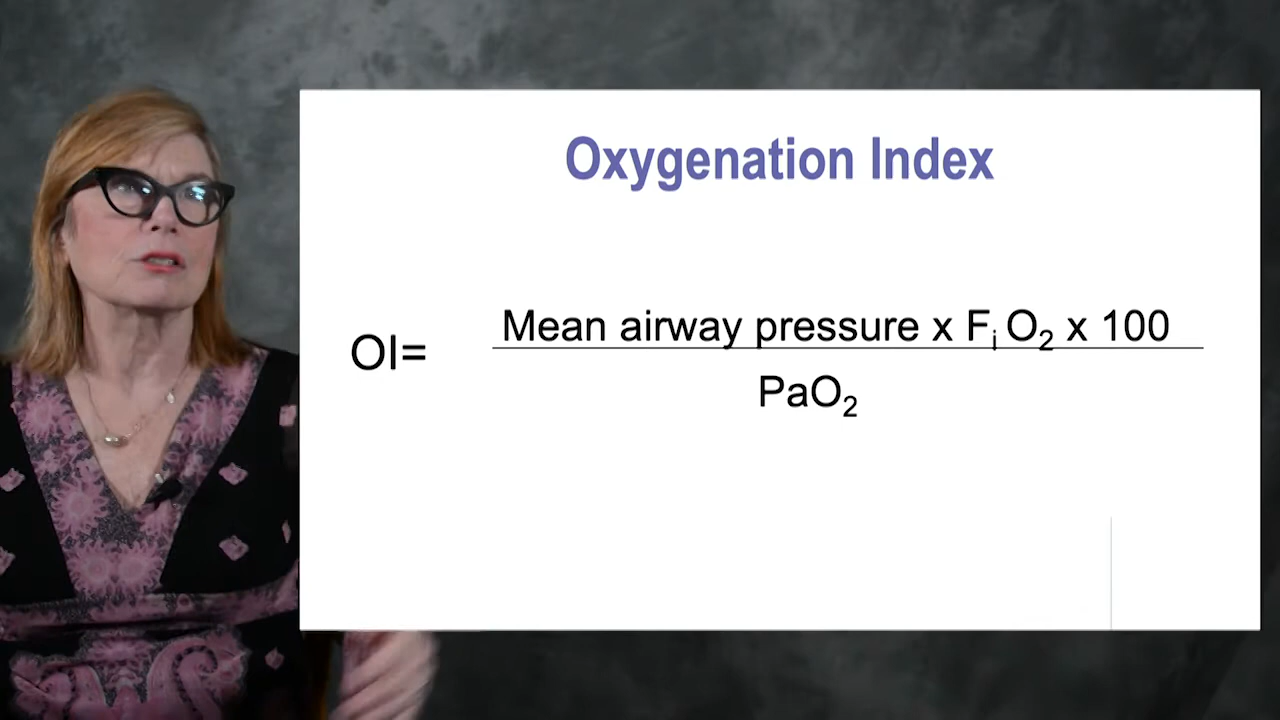 Oxygenation Index
OI=
Mean airway pressure x FiO2 x 100
PaO2